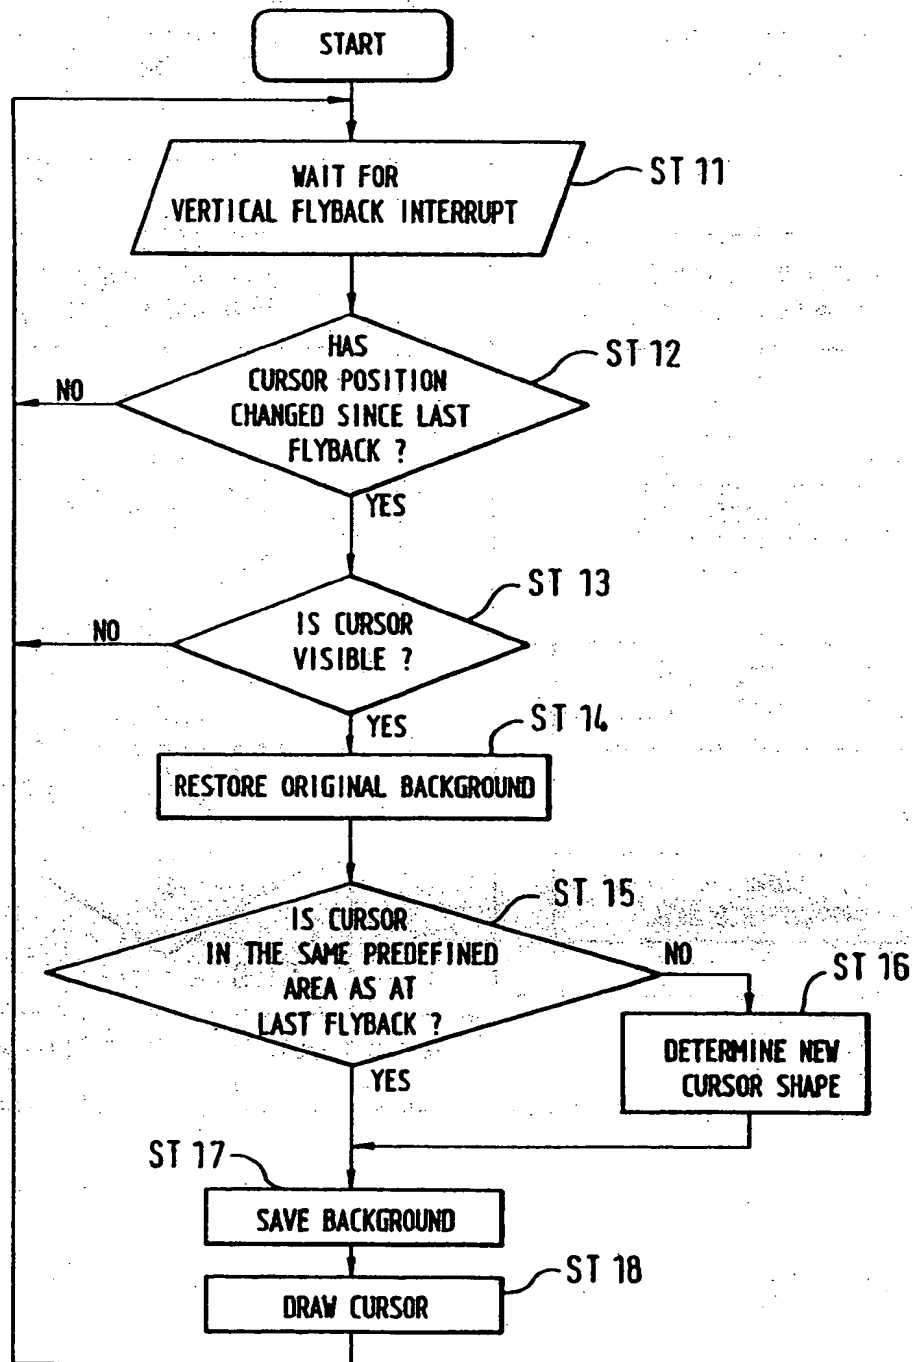 START
WAIT FOR
VERTICAL FLYBACK INTERRUPT
ST 11
HAS
CURSOR POSITION
CHANGED SINCE LAST
FLYBACK ?
ST 12
NO
YES
IS CURSOR
VISIBLE ?
ST 13
NO
YES
ST 14
RESTORE ORIGINAL BACKGROUND
IS CURSOR
IN THE SAME PREDEFINED
AREA AS AT
LAST FLYBACK ?
ST 15
NO
YES
ST 16
DETERMINE NEW
CURSOR SHAPE
ST 17
SAVE BACKGROUND
ST 18
DRAW CURSOR